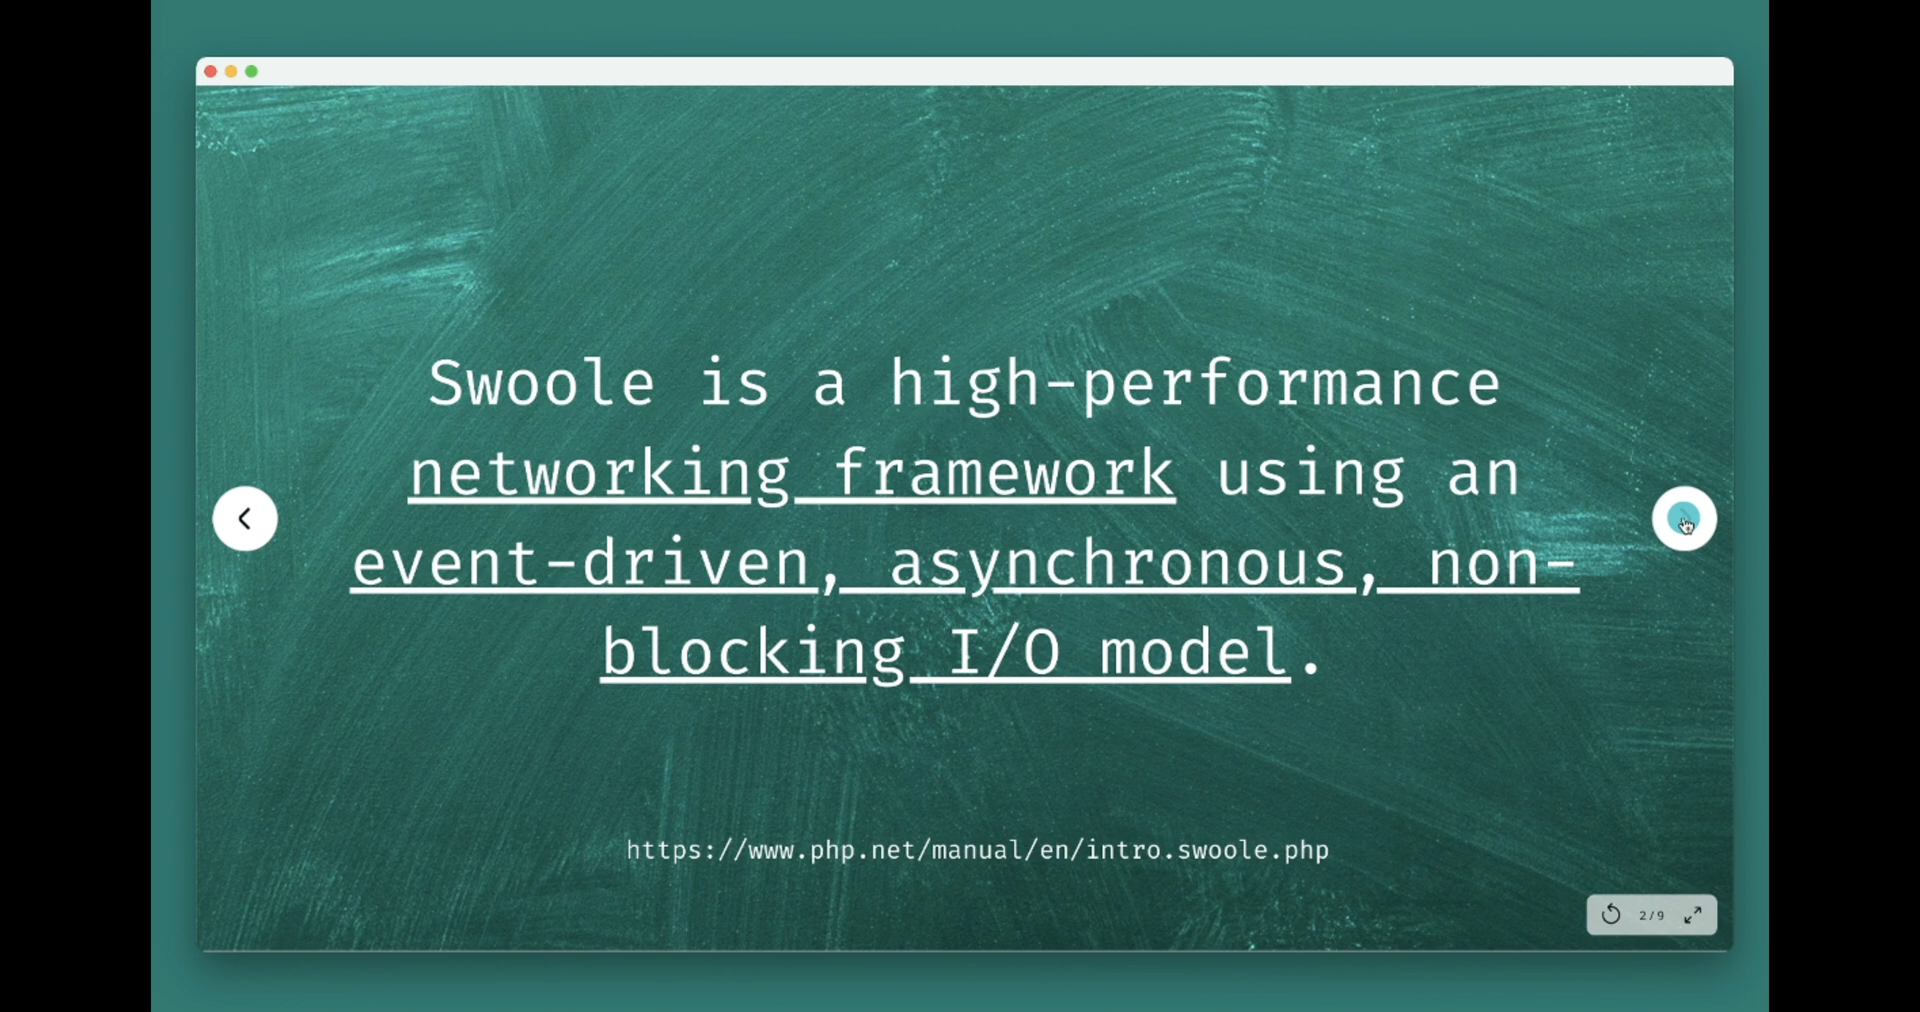 Swoole is a high-performance
networking framework using an
event-driven, asynchronous, non-
blocking I/O model.
https://www.php.net/manual/en/intro.swoole.php
2/9